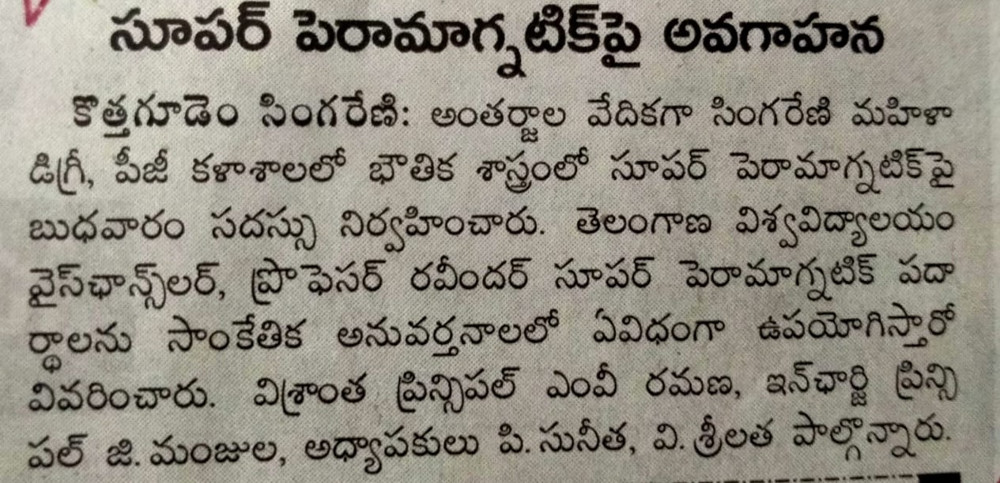 సూపర్ పెరామాగ్నటిక్‌పై అవగాహన
కొత్తగూడెం సింగరేణి: అంతర్జాల వేదికగా సింగరేణి మహిళా
డిగ్రీ, పీజీ కళాశాలలో భౌతిక శాస్త్రంలో సూపర్ పెరామాగ్నటిక్‌పై
బుధవారం సదస్సు నిర్వహించారు. తెలంగాణ విశ్వవిద్యాలయం
వైస్‌ఛాన్స్‌లర్, ప్రొఫెసర్ రవీందర్ సూపర్ పెరామాగ్నటిక్ పదా
ర్థాలను సాంకేతిక అనువర్తనాలలో ఏవిధంగా ఉపయోగిస్తారో
వివరించారు. విశ్రాంత ప్రిన్సిపల్ ఎంవీ రమణ, ఇన్‌ఛార్జి ప్రిన్సి
పల్ జి. మంజుల, అధ్యాపకులు పి. సునీత, వి. శ్రీలత పాల్గొన్నారు.